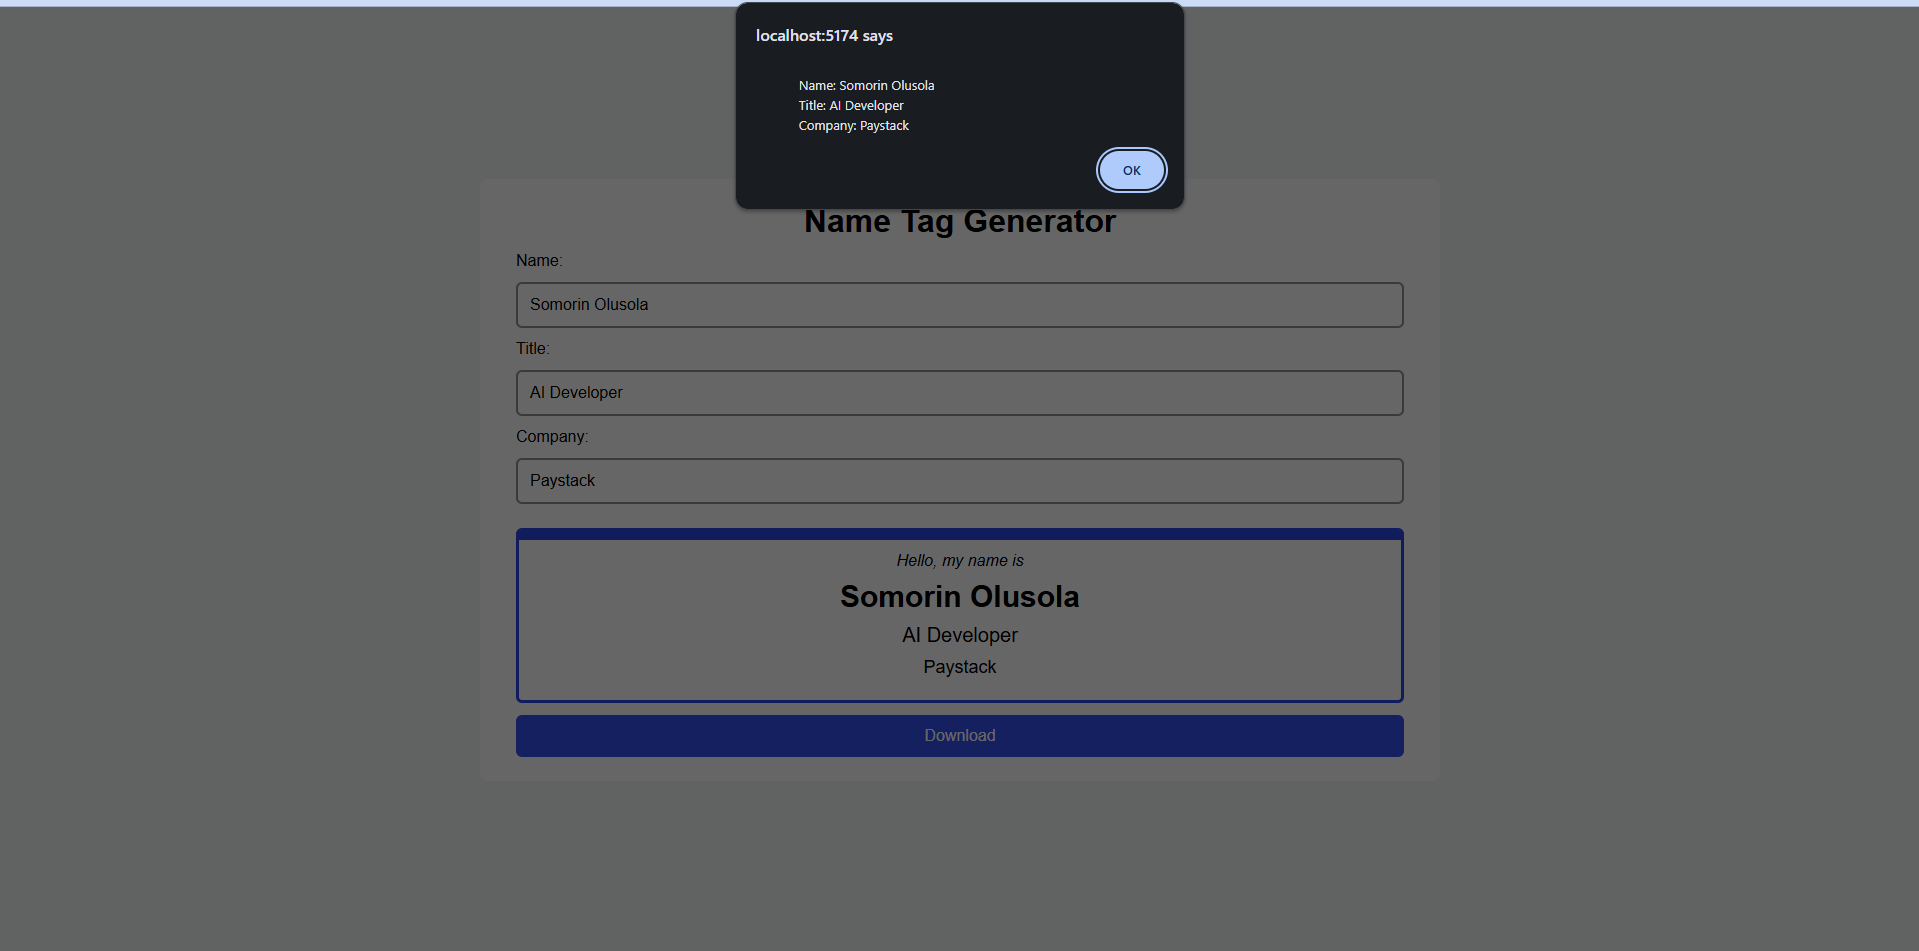 localhost:5174 says
Name: Somorin Olusola
Title: AI Developer
Company: Paystack
OK
Name Tag Generator
Name:
Somorin Olusola
Title:
AI Developer
Company:
Paystack
Hello, my name is
Somorin Olusola
AI Developer
Paystack
Download